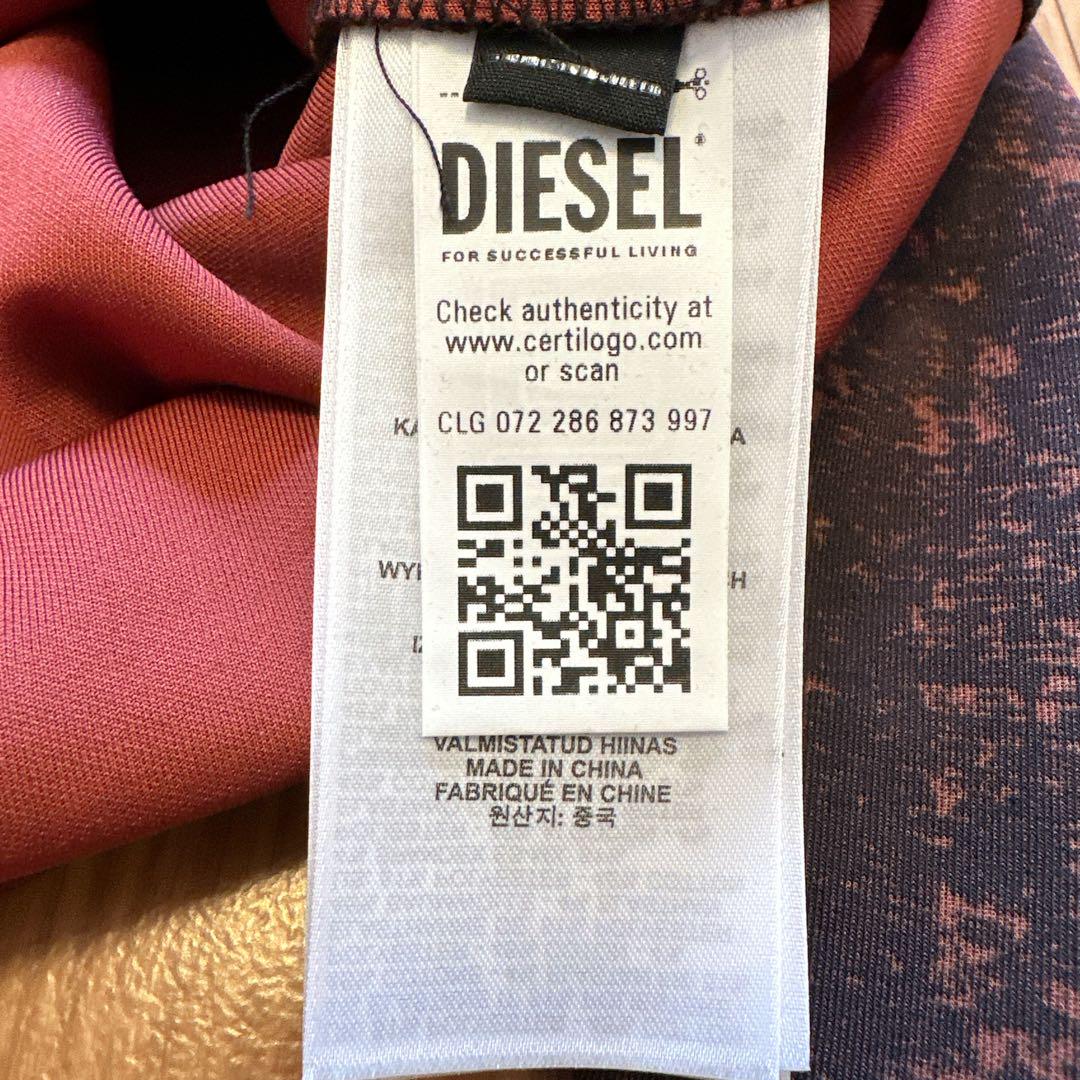 DIESEL®
FOR SUCCESSFUL LIVING
Check authenticity at
www.certilogo.com
or scan
CLG 072 286 873 997
VALMISTATUD HIINAS
MADE IN CHINA
FABRIQUÉ EN CHINE
원산지: 중국